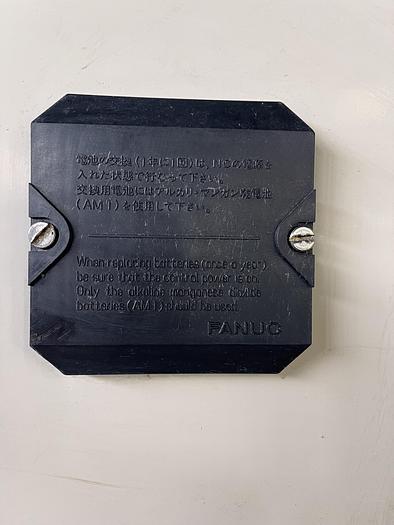 電池の交換(1年に1回)は、NCの電源を
入れた状態で行なって下さい。
交換用電池にはアルカリ・マンガン乾電池
(AM1)を使用して下さい。
When replacing batteries (once a year),
be sure that the control power is on.
Only the alkaline manganese dioxide
batteries (AM1) should be used.
FANUC